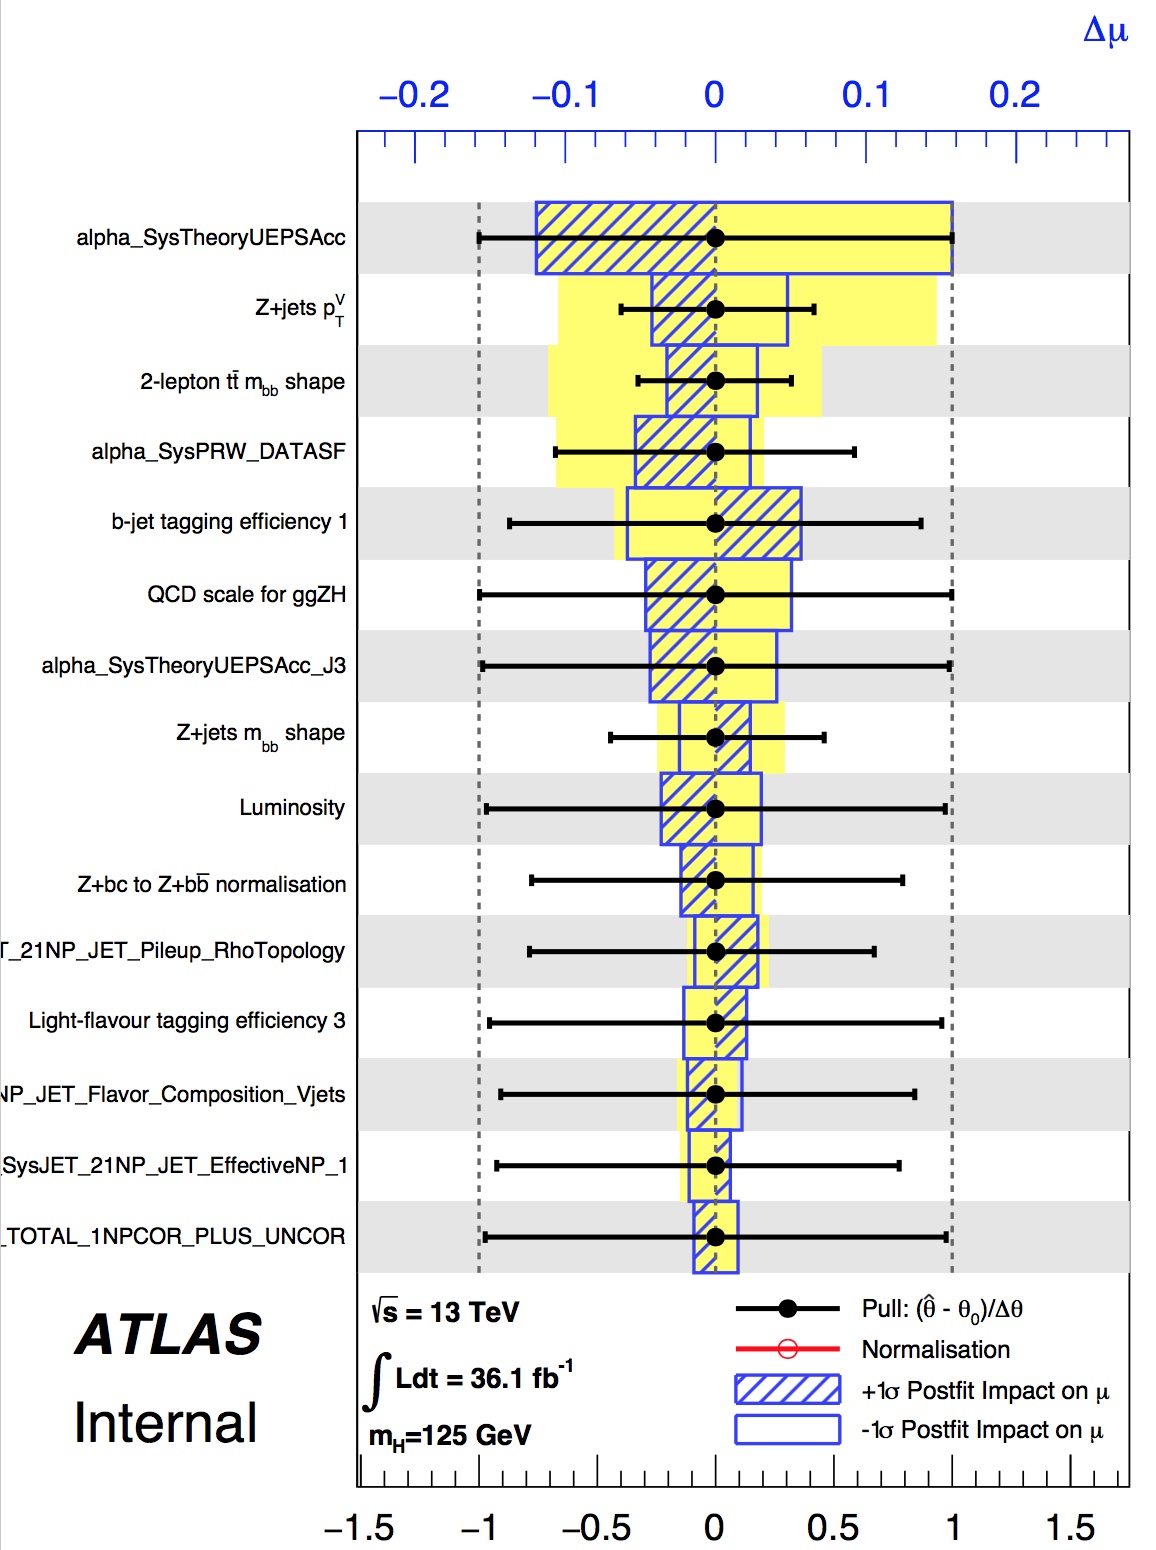 Δμ
−0.2 −0.1 0 0.1 0.2
alpha_SysTheoryUEPSAcc
Z+jets p_T^V
2-lepton tt̄ m_bb shape
alpha_SysPRW_DATASF
b-jet tagging efficiency 1
QCD scale for ggZH
alpha_SysTheoryUEPSAcc_J3
Z+jets m_bb shape
Luminosity
Z+bc to Z+bb̅ normalisation
T_21NP_JET_Pileup_RhoTopology
Light-flavour tagging efficiency 3
NP_JET_Flavor_Composition_Vjets
_SysJET_21NP_JET_EffectiveNP_1
_TOTAL_1NPCOR_PLUS_UNCOR
ATLAS
Internal
√s = 13 TeV
∫ Ldt = 36.1 fb⁻¹
m_H=125 GeV
Pull: (θ̂ - θ₀)/Δθ
Normalisation
+1σ Postfit Impact on μ
-1σ Postfit Impact on μ
−1.5 −1 −0.5 0 0.5 1 1.5